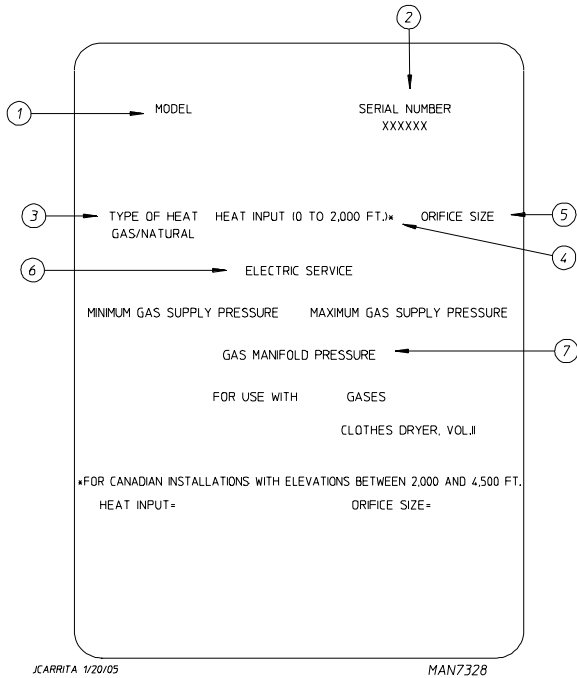 2
1
MODEL
SERIAL NUMBER
XXXXXX
3
TYPE OF HEAT
GAS/NATURAL
HEAT INPUT (0 TO 2,000 FT.)*
ORIFICE SIZE
5
4
6
ELECTRIC SERVICE
MINIMUM GAS SUPPLY PRESSURE
MAXIMUM GAS SUPPLY PRESSURE
GAS MANIFOLD PRESSURE
7
FOR USE WITH GASES
CLOTHES DRYER, VOL.II
*FOR CANADIAN INSTALLATIONS WITH ELEVATIONS BETWEEN 2,000 AND 4,500 FT.
HEAT INPUT=
ORIFICE SIZE=
JCARRITA 1/20/05
MAN7328